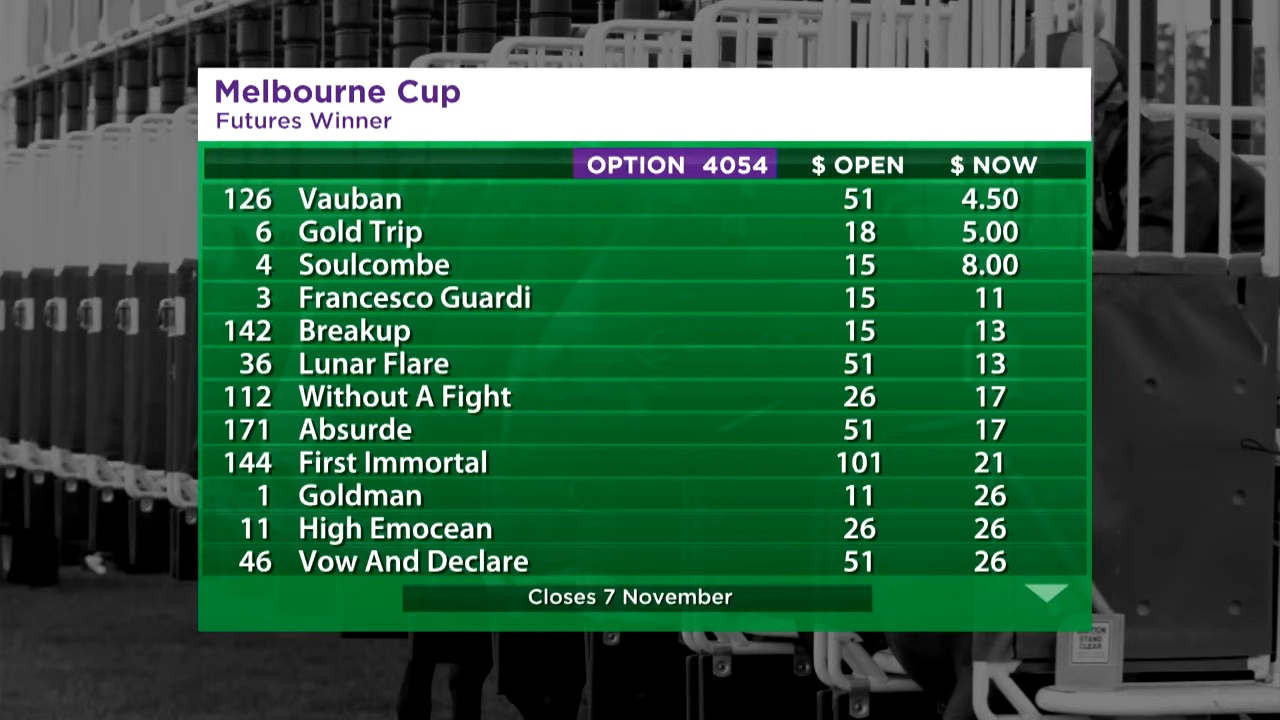 Melbourne Cup
Futures Winner
OPTION 4054 $ OPEN $ NOW
126 Vauban 51 4.50
6 Gold Trip 18 5.00
4 Soulcombe 15 8.00
3 Francesco Guardi 15 11
142 Breakup 15 13
36 Lunar Flare 51 13
112 Without A Fight 26 17
171 Absurde 51 17
144 First Immortal 101 21
1 Goldman 11 26
11 High Emocean 26 26
46 Vow And Declare 51 26
Closes 7 November
STAND
CLEAR